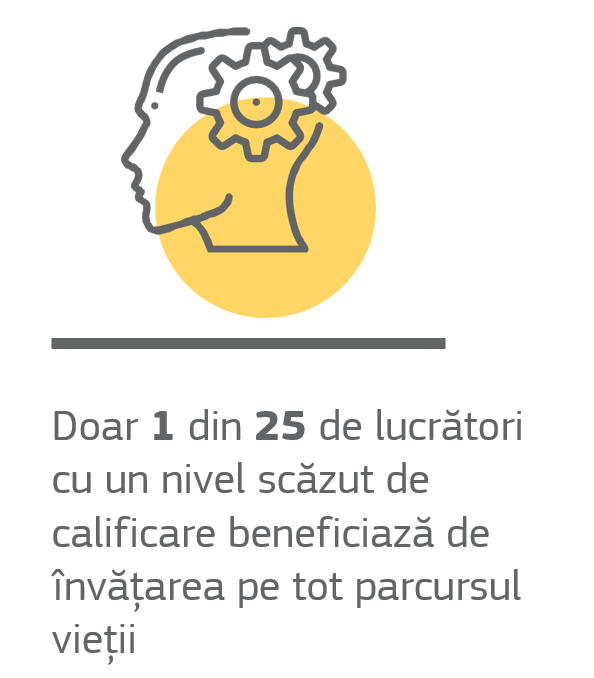 Doar 1 din 25 de lucrători
cu un nivel scăzut de
calificare beneficiază de
învățarea pe tot parcursul
vieții